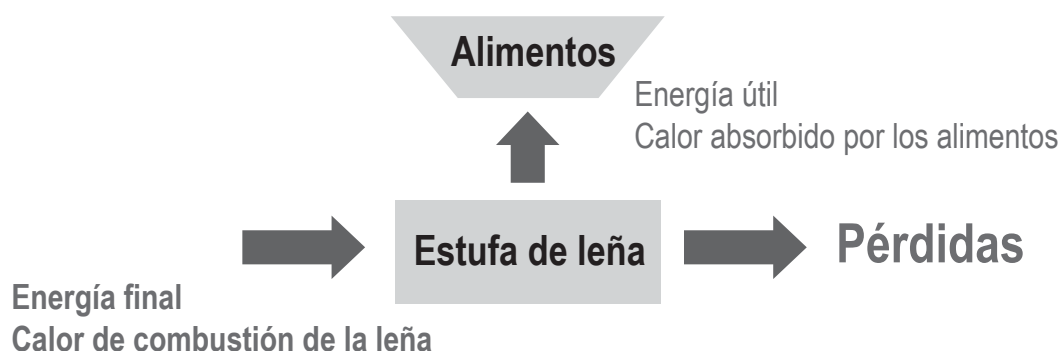 Alimentos
Energía útil
Calor absorbido por los alimentos
Estufa de leña
Pérdidas
Energía final
Calor de combustión de la leña